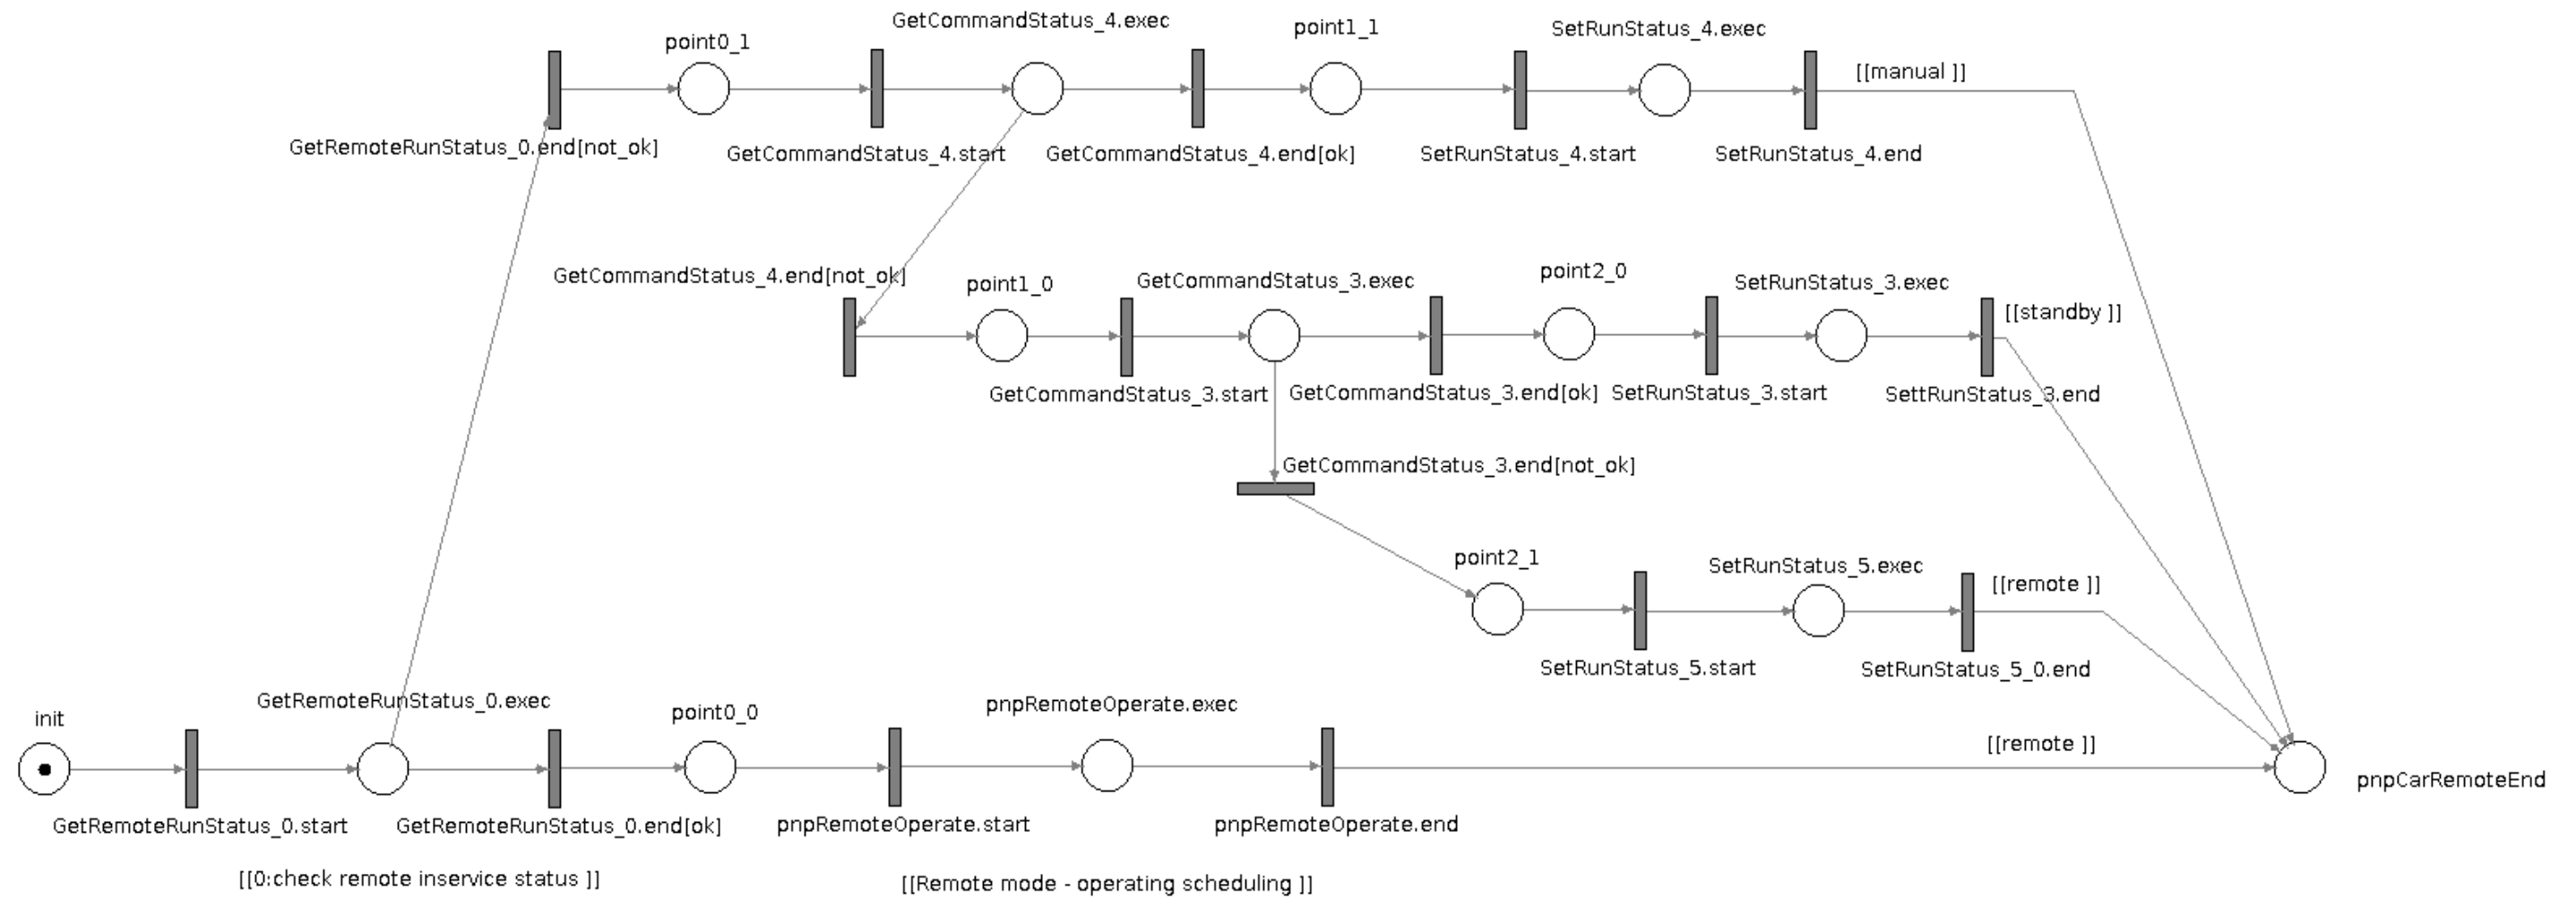 GetCommandStatus_4.exec
point0_1
point1_1
SetRunStatus_4.exec
[[manual ]]
GetRemoteRunStatus_0.end[not_ok]
GetCommandStatus_4.start
GetCommandStatus_4.end[ok]
SetRunStatus_4.start
SetRunStatus_4.end
GetCommandStatus_4.end[not_ok]
point1_0
GetCommandStatus_3.exec
point2_0
SetRunStatus_3.exec
[[standby ]]
GetCommandStatus_3.start
GetCommandStatus_3.end[ok]
SetRunStatus_3.start
SettRunStatus_3.end
GetCommandStatus_3.end[not_ok]
point2_1
SetRunStatus_5.exec
[[remote ]]
SetRunStatus_5.start
SetRunStatus_5_0.end
init
GetRemoteRunStatus_0.exec
point0_0
pnpRemoteOperate.exec
[[remote ]]
pnpCarRemoteEnd
GetRemoteRunStatus_0.start
GetRemoteRunStatus_0.end[ok]
pnpRemoteOperate.start
pnpRemoteOperate.end
[[0:check remote inservice status ]]
[[Remote mode - operating scheduling ]]